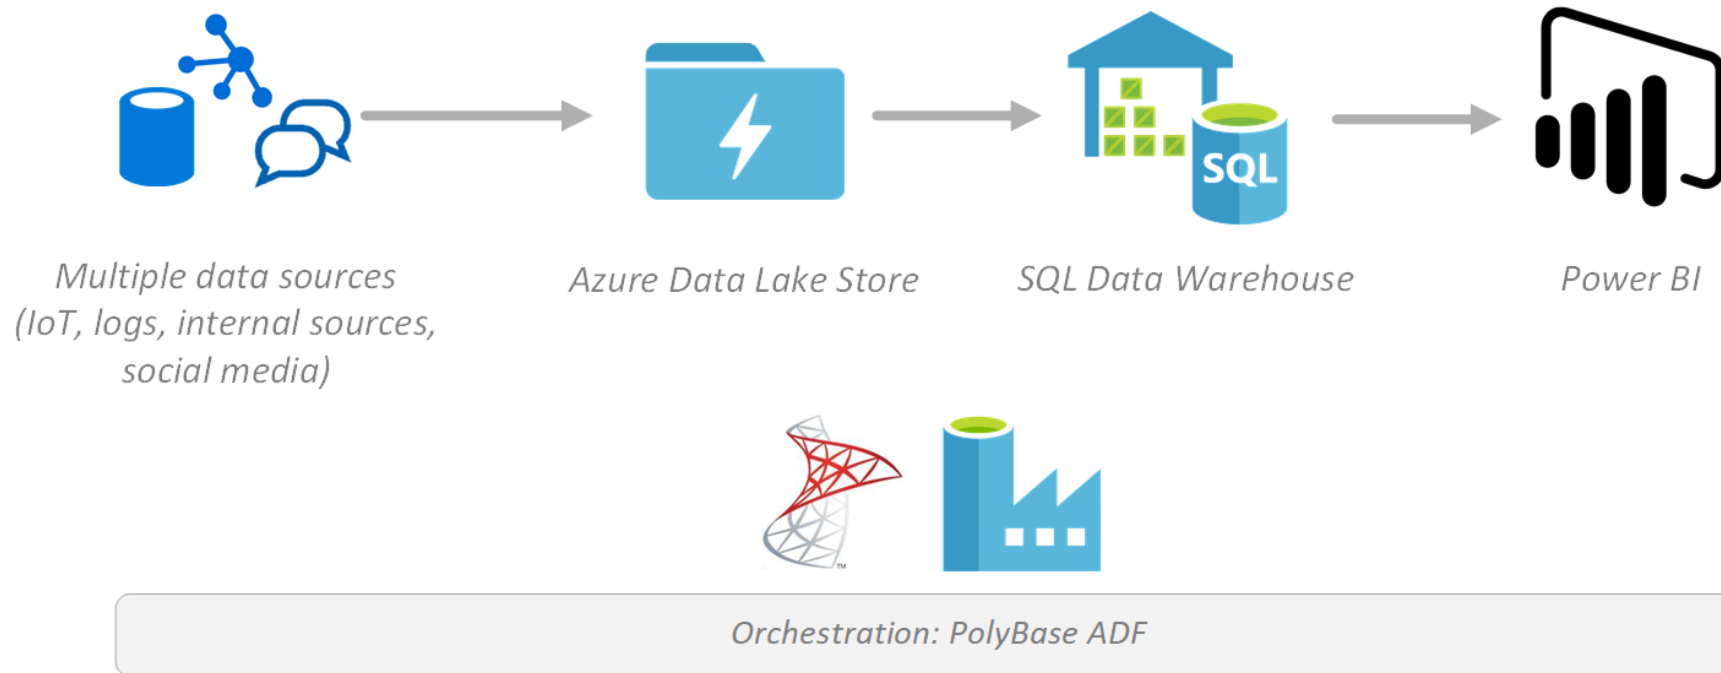 SQL
Multiple data sources
(IoT, logs, internal sources,
social media)
Azure Data Lake Store
SQL Data Warehouse
Power BI
TM
Orchestration: PolyBase ADF